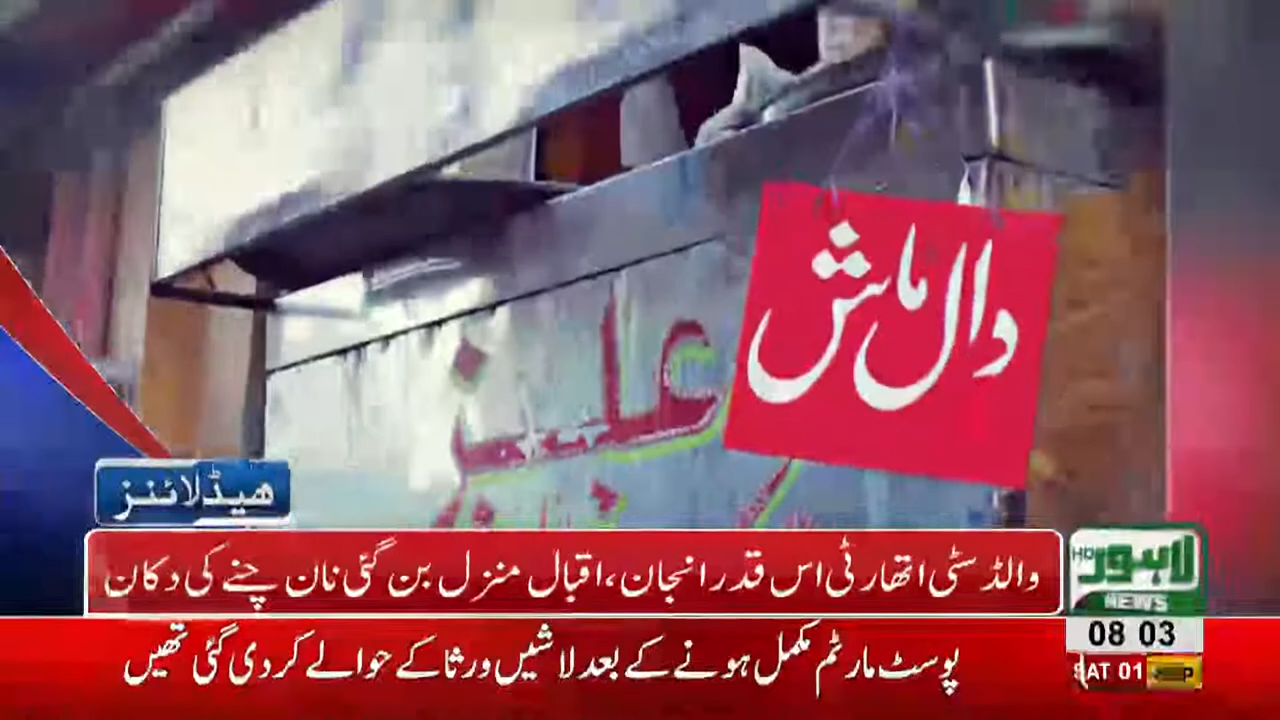 دال ماش
ہیڈلائنز
والڈ سٹی اتھارٹی اس قدر انجان، اقبال منزل بن گئی نان چنے کی دکان
HD
لاہور
NEWS
08 03
SAT 01
پوسٹ مارٹم مکمل ہونے کے بعد لاشیں ورثا کے حوالے کر دی گئی تھیں